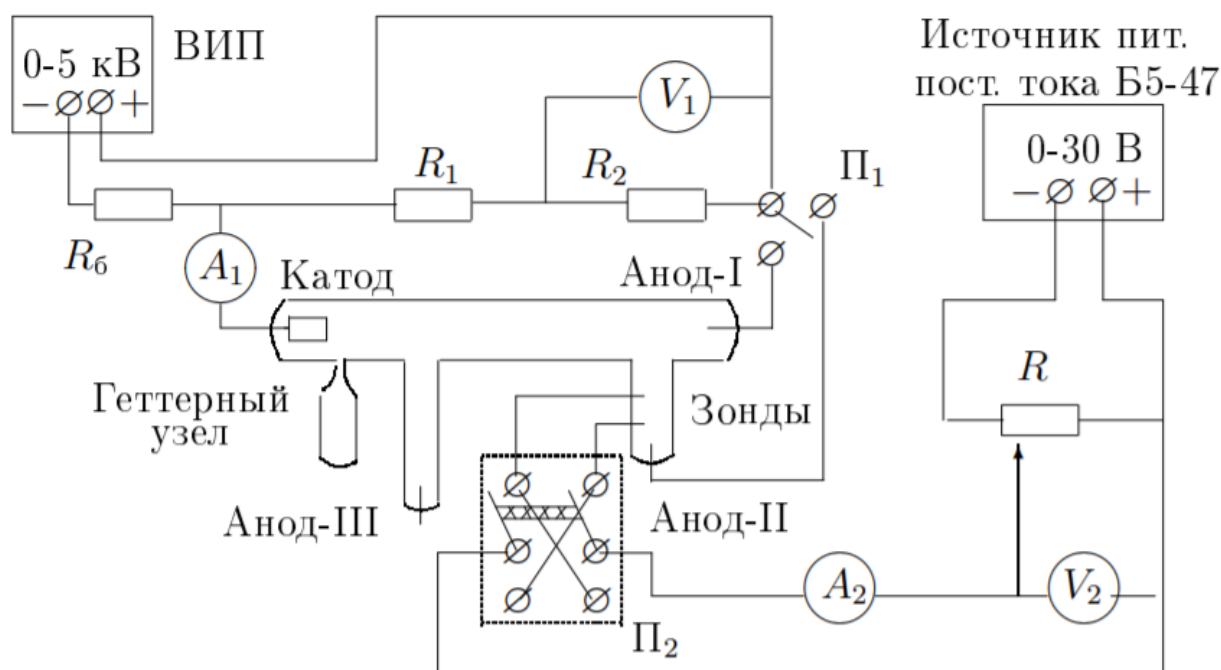 ВИП
0-5 кВ
− +
V₁
Источник пит.
пост. тока Б5-47
0-30 В
− +
R₁
R₂
П₁
Rб
A₁
Катод
Анод-I
R
Геттерный
узел
Зонды
Анод-III
Анод-II
A₂
V₂
П₂